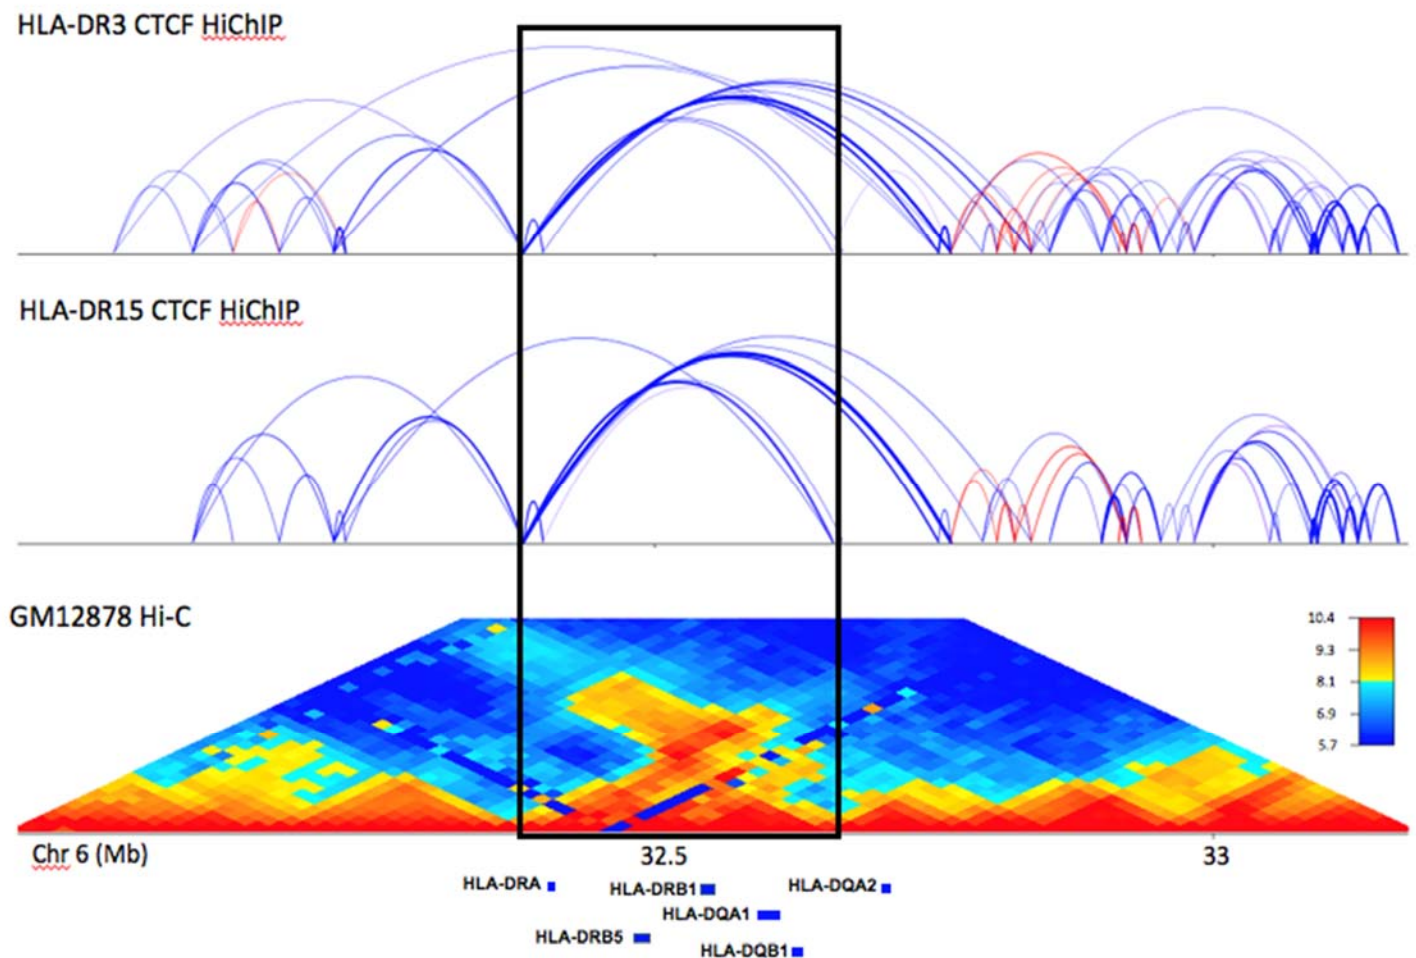 HLA-DR3 CTCF HiChIP
HLA-DR15 CTCF HiChIP
GM12878 Hi-C
10.4
9.3
8.1
6.9
5.7
Chr 6 (Mb)
32.5
33
HLA-DRA
HLA-DRB1
HLA-DQA2
HLA-DQA1
HLA-DRB5
HLA-DQB1